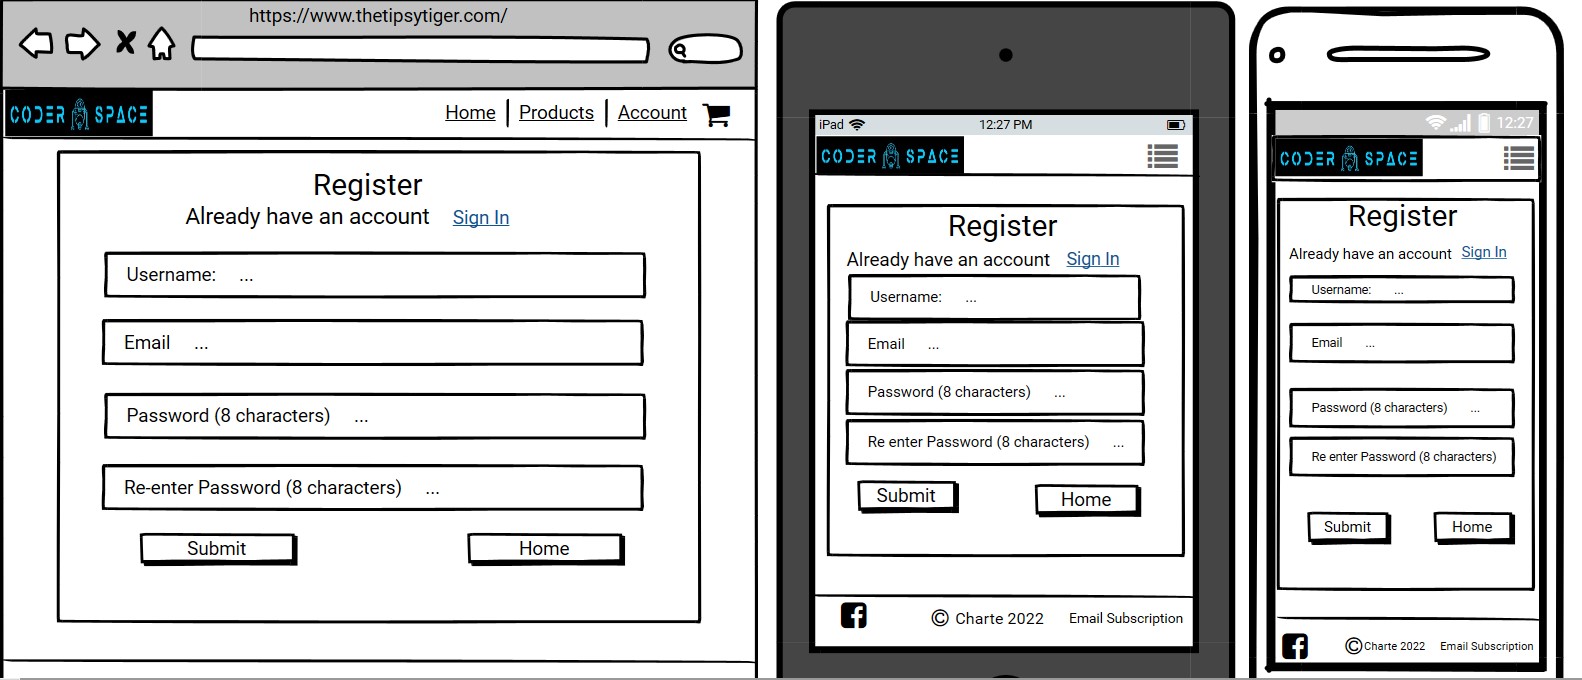 https://www.thetipsytiger.com/
CODER SPACE
Home Products Account
Register
Already have an account Sign In
Username: ...
Email ...
Password (8 characters) ...
Re-enter Password (8 characters) ...
Submit Home
iPad 12:27 PM
CODER SPACE
Register
Already have an account Sign In
Username: ...
Email ...
Password (8 characters) ...
Re enter Password (8 characters) ...
Submit Home
© Charte 2022 Email Subscription
12:27
CODER SPACE
Register
Already have an account Sign In
Username: ...
Email ...
Password (8 characters) ...
Re enter Password (8 characters)
Submit Home
©Charte 2022 Email Subscription